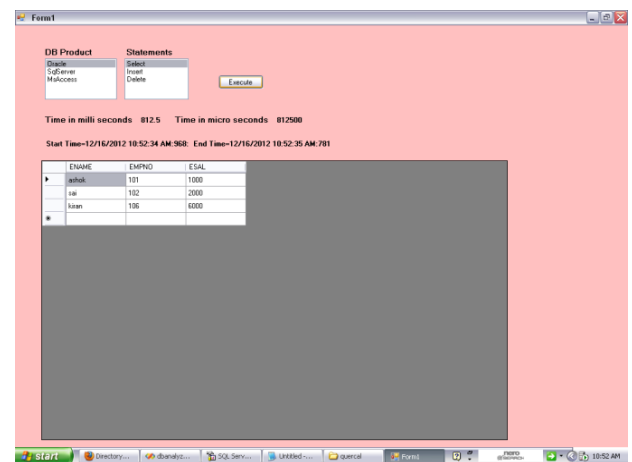 Form1
DB Product Statements
Oracle Select
SqlServer Insert
MsAccess Delete
Execute
Time in milli seconds 812.5 Time in micro seconds 812500
Start Time=12/16/2012 10:52:34 AM:968: End Time=12/16/2012 10:52:35 AM:781
ENAME EMPNO ESAL
ashok 101 1000
sai 102 2000
kiran 106 6000
start Directory... dbanalys... SQL Serv... Untitled -... quercal Form1 nero 10:52 AM